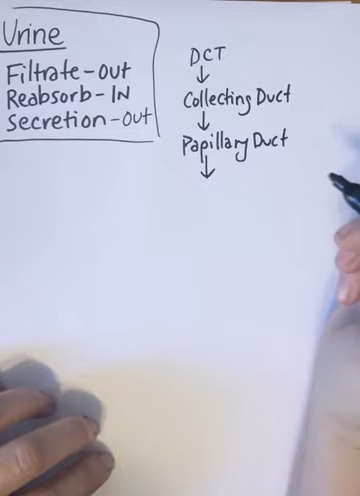 Urine
Filtrate-out
Reabsorb-IN
Secretion-out
DCT
↓
Collecting Duct
↓
Papillary Duct
↓